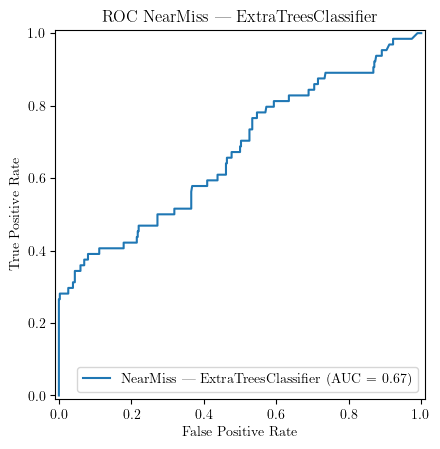 ROC NearMiss — ExtraTreesClassifier
1.0
0.8
0.6
0.4
0.2
0.0
True Positive Rate
NearMiss — ExtraTreesClassifier (AUC = 0.67)
0.0 0.2 0.4 0.6 0.8 1.0
False Positive Rate